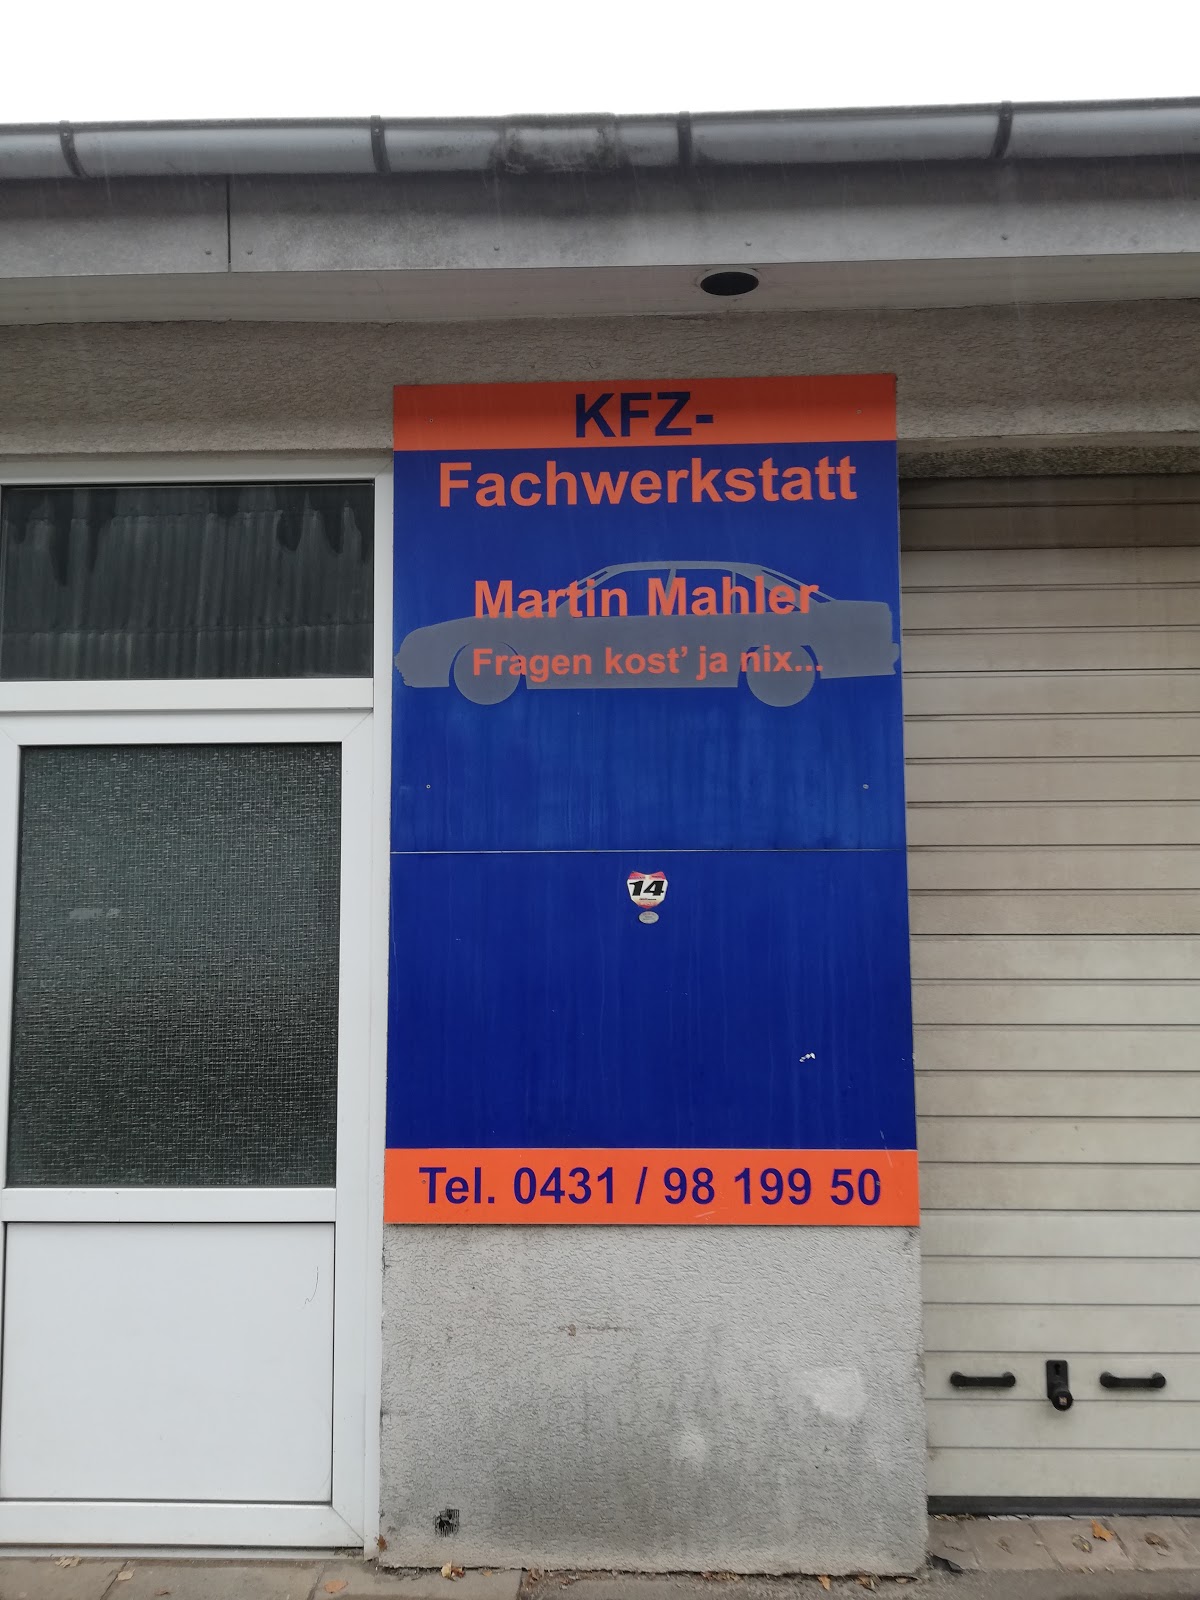 KFZ-
Fachwerkstatt
Martin Mahler
Fragen kost' ja nix...
14
Tel. 0431 / 98 199 50